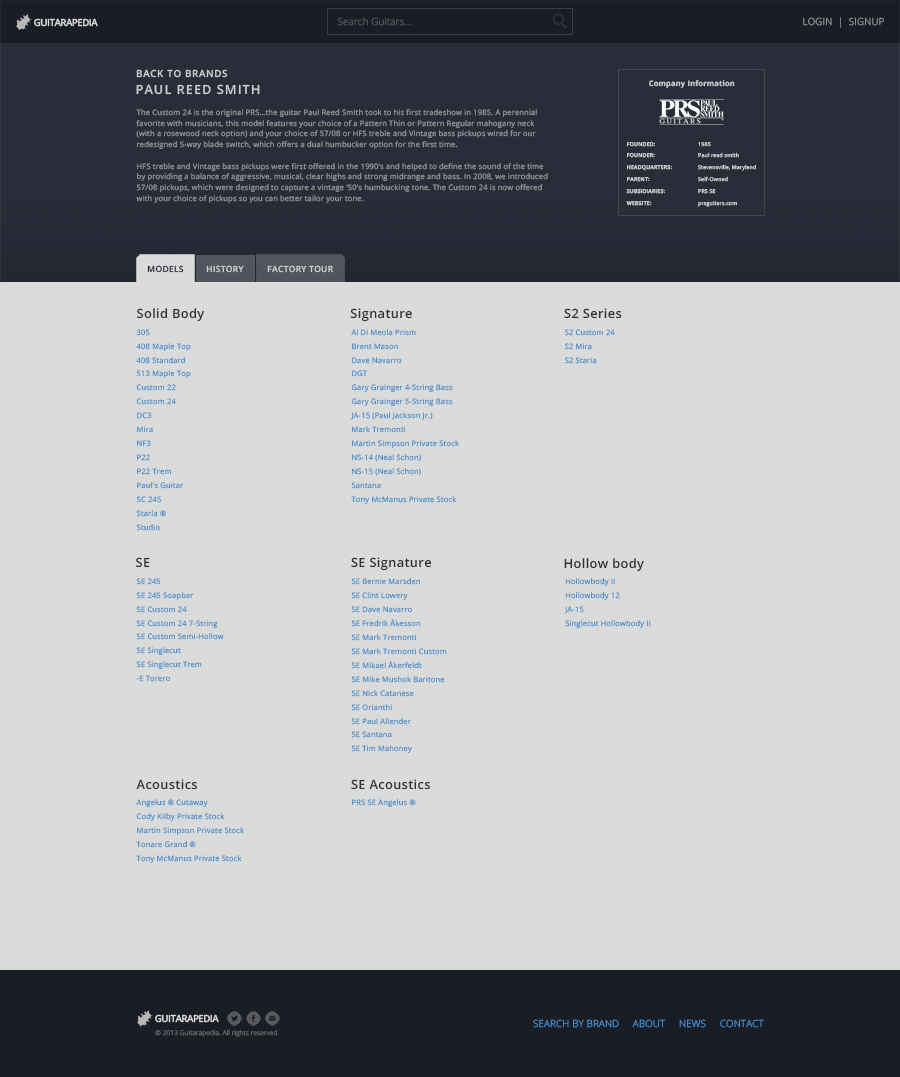 GUITARAPEDIA
Search Guitars...
LOGIN | SIGNUP
BACK TO BRANDS
PAUL REED SMITH
The Custom 24 is the original PRS...the guitar Paul Reed Smith took to his first tradeshow in 1985. A perennial
favorite with musicians, this model features your choice of a Pattern Thin or Pattern Regular mahogany neck
(with a rosewood neck option) and your choice of 57/08 or HFS treble and Vintage bass pickups wired for our
redesigned 5-way blade switch, which offers a dual humbucker option for the first time.
HFS treble and Vintage bass pickups were first offered in the 1990's and helped to define the sound of the time
by providing a balance of aggressive, musical, clear highs and strong midrange and bass. In 2008, we introduced
57/08 pickups, which were designed to capture a vintage '50's humbucking tone. The Custom 24 is now offered
with your choice of pickups so you can better tailor your tone.
Company Information
PRS PAUL REED SMITH
GUITARS
FOUNDED: 1985
FOUNDER: Paul reed smith
HEADQUARTERS: Stevensville, Maryland
PARENT: Self-Owned
SUBSIDIARIES: PRS SE
WEBSITE: prsguitars.com
MODELS HISTORY FACTORY TOUR
Solid Body
305
408 Maple Top
408 Standard
513 Maple Top
Custom 22
Custom 24
DC3
Mira
NF3
P22
P22 Trem
Paul's Guitar
SC 245
Starla ®
Studio
Signature
Al Di Meola Prism
Brent Mason
Dave Navarro
DGT
Gary Grainger 4-String Bass
Gary Grainger 5-String Bass
JA-15 (Paul Jackson Jr.)
Mark Tremonti
Martin Simpson Private Stock
NS-14 (Neal Schon)
NS-15 (Neal Schon)
Santana
Tony McManus Private Stock
S2 Series
S2 Custom 24
S2 Mira
S2 Staria
SE
SE 245
SE 245 Soapbar
SE Custom 24
SE Custom 24 7-String
SE Custom Semi-Hollow
SE Singlecut
SE Singlecut Trem
-E Torero
SE Signature
SE Bernie Marsden
SE Clint Lowery
SE Dave Navarro
SE Fredrik Åkesson
SE Mark Tremonti
SE Mark Tremonti Custom
SE Mikael Åkerfeldt
SE Mike Mushok Baritone
SE Nick Catanese
SE Orianthi
SE Paul Allender
SE Santana
SE Tim Mahoney
Hollow body
Hollowbody II
Hollowbody 12
JA-15
Singlecut Hollowbody II
Acoustics
Angelus ® Cutaway
Cody Kilby Private Stock
Martin Simpson Private Stock
Tonare Grand ®
Tony McManus Private Stock
SE Acoustics
PRS SE Angelus ®
GUITARAPEDIA
© 2013 Guitarapedia. All rights reserved.
SEARCH BY BRAND ABOUT NEWS CONTACT